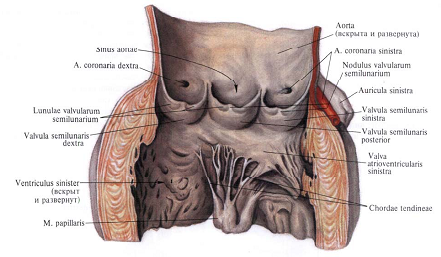 Aorta
(вскрыта и развернута)
Sinus aortae
A. coronaria sinistra
A. coronaria dextra
Nodulus valvularum
semilunarium
Auricula sinistra
Lunulae valvularum
semilunarium
Valvula semilunaris
sinistra
Valvula semilunaris
dextra
Valvula semilunaris
posterior
Valva
atrioventricularis
sinistra
Ventriculus sinister
(вскрыт
и развернут)
Chordae tendineae
M. papillaris